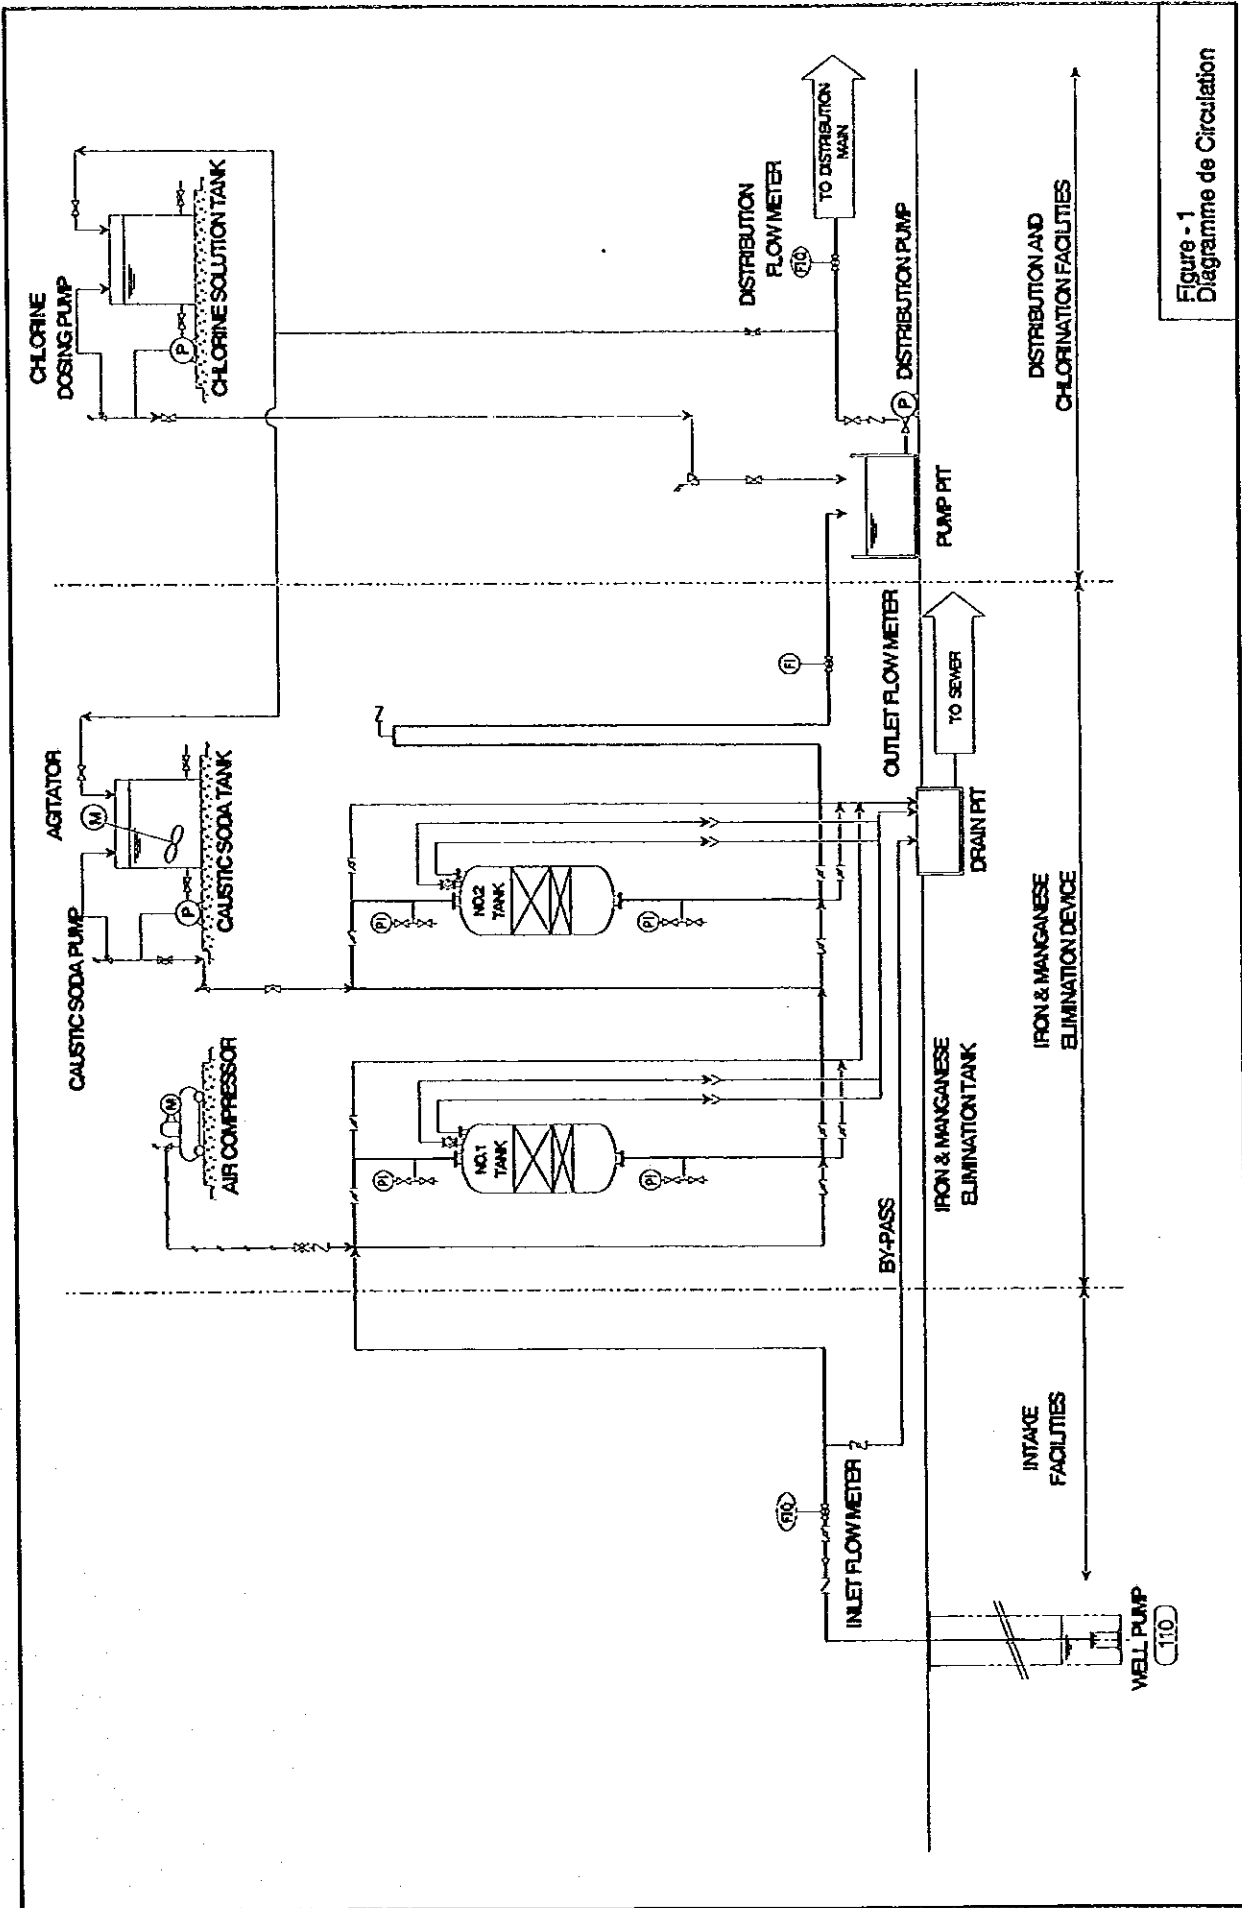 CHLORINE
DOSING PUMP
CHLORINE SOLUTION TANK
P
AGITATOR
M
CAUSTIC SODA PUMP
P
CAUSTIC SODA TANK
M
AIR COMPRESSOR
DISTRIBUTION
FLOW METER
FIQ
TO DISTRIBUTION
MAIN
P
DISTRIBUTION PUMP
PUMP PIT
FI
OUTLET FLOW METER
TO SEWER
DRAIN PIT
PI
NO.2
TANK
PI
PI
NO.1
TANK
PI
BY-PASS
IRON & MANGANESE
ELIMINATION TANK
FIQ
INLET FLOW METER
WELL PUMP
110
INTAKE
FACILITIES
IRON & MANGANESE
ELIMINATION DEVICE
DISTRIBUTION AND
CHLORINATION FACILITIES
Figure - 1
Diagramme de Circulation